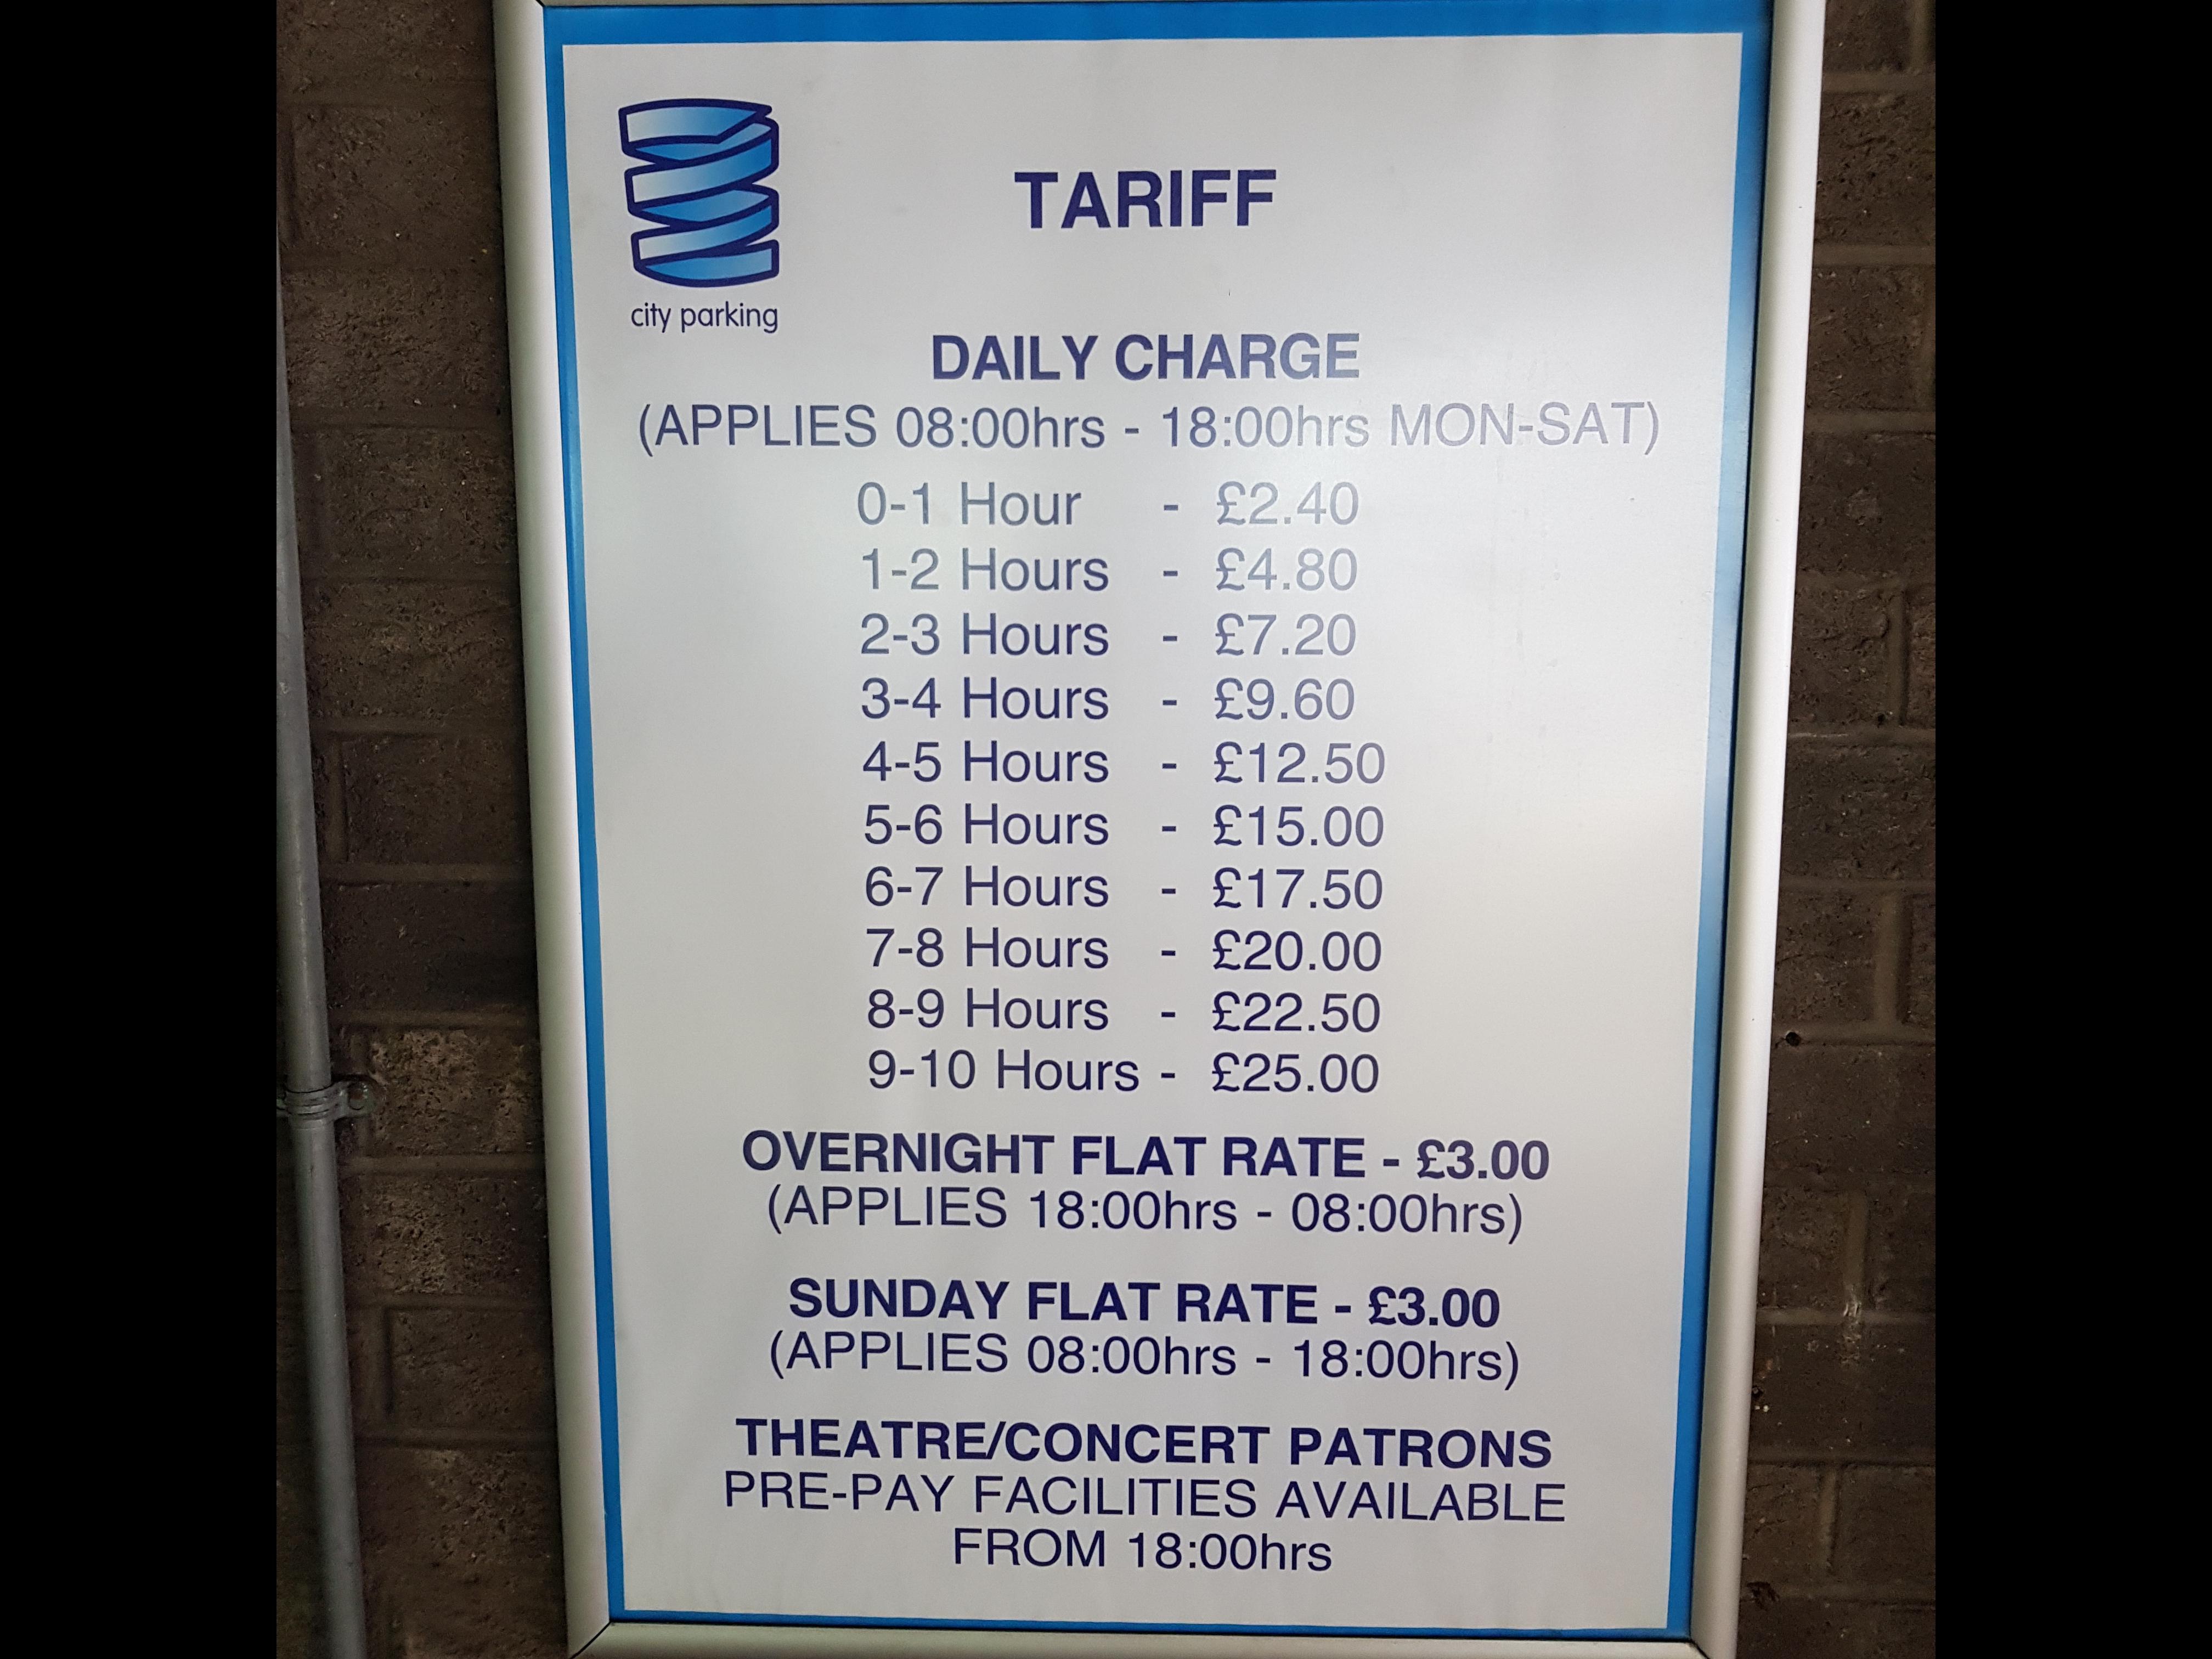 city parking
TARIFF
DAILY CHARGE
(APPLIES 08:00hrs - 18:00hrs MON-SAT)
0-1 Hour - £2.40
1-2 Hours - £4.80
2-3 Hours - £7.20
3-4 Hours - £9.60
4-5 Hours - £12.50
5-6 Hours - £15.00
6-7 Hours - £17.50
7-8 Hours - £20.00
8-9 Hours - £22.50
9-10 Hours - £25.00
OVERNIGHT FLAT RATE - £3.00
(APPLIES 18:00hrs - 08:00hrs)
SUNDAY FLAT RATE - £3.00
(APPLIES 08:00hrs - 18:00hrs)
THEATRE/CONCERT PATRONS
PRE-PAY FACILITIES AVAILABLE
FROM 18:00hrs